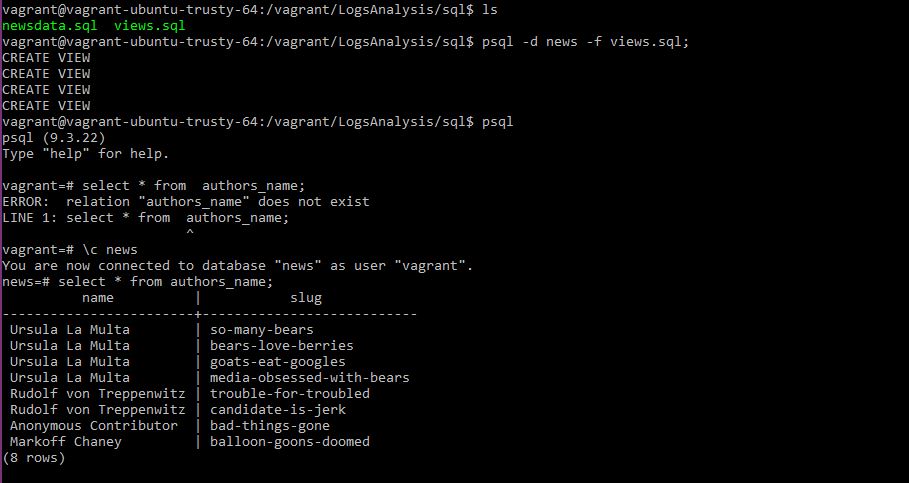 vagrant@vagrant-ubuntu-trusty-64:/vagrant/LogsAnalysis/sql$ ls
newsdata.sql  views.sql
vagrant@vagrant-ubuntu-trusty-64:/vagrant/LogsAnalysis/sql$ psql -d news -f views.sql;
CREATE VIEW
CREATE VIEW
CREATE VIEW
CREATE VIEW
vagrant@vagrant-ubuntu-trusty-64:/vagrant/LogsAnalysis/sql$ psql
psql (9.3.22)
Type "help" for help.

vagrant=# select * from  authors_name;
ERROR:  relation "authors_name" does not exist
LINE 1: select * from  authors_name;
                       ^
vagrant=# \c news
You are now connected to database "news" as user "vagrant".
news=# select * from authors_name;
          name          |           slug
------------------------+---------------------------
 Ursula La Multa        | so-many-bears
 Ursula La Multa        | bears-love-berries
 Ursula La Multa        | goats-eat-googles
 Ursula La Multa        | media-obsessed-with-bears
 Rudolf von Treppenwitz | trouble-for-troubled
 Rudolf von Treppenwitz | candidate-is-jerk
 Anonymous Contributor  | bad-things-gone
 Markoff Chaney         | balloon-goons-doomed
(8 rows)